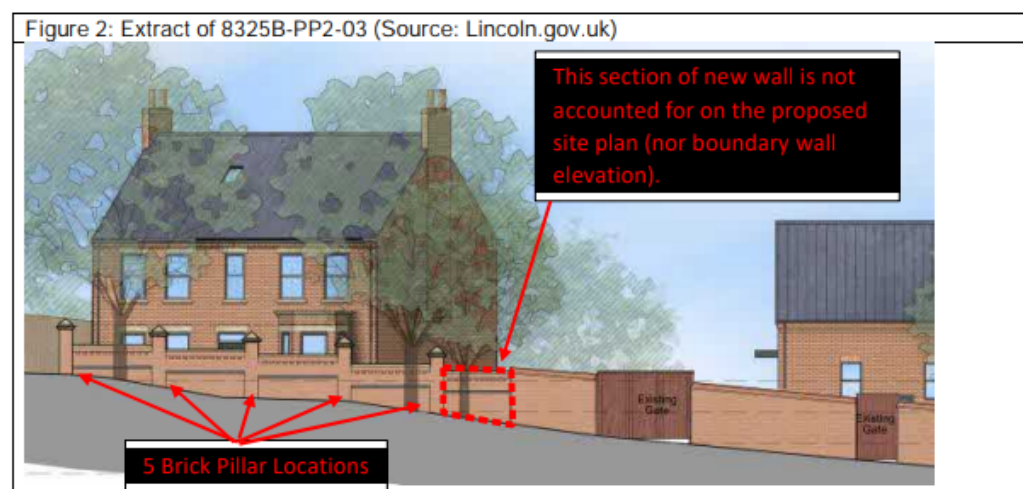 Figure 2: Extract of 8325B-PP2-03 (Source: Lincoln.gov.uk)
This section of new wall is not
accounted for on the proposed
site plan (nor boundary wall
elevation).
Existing
Gate
Existing
Gate
5 Brick Pillar Locations